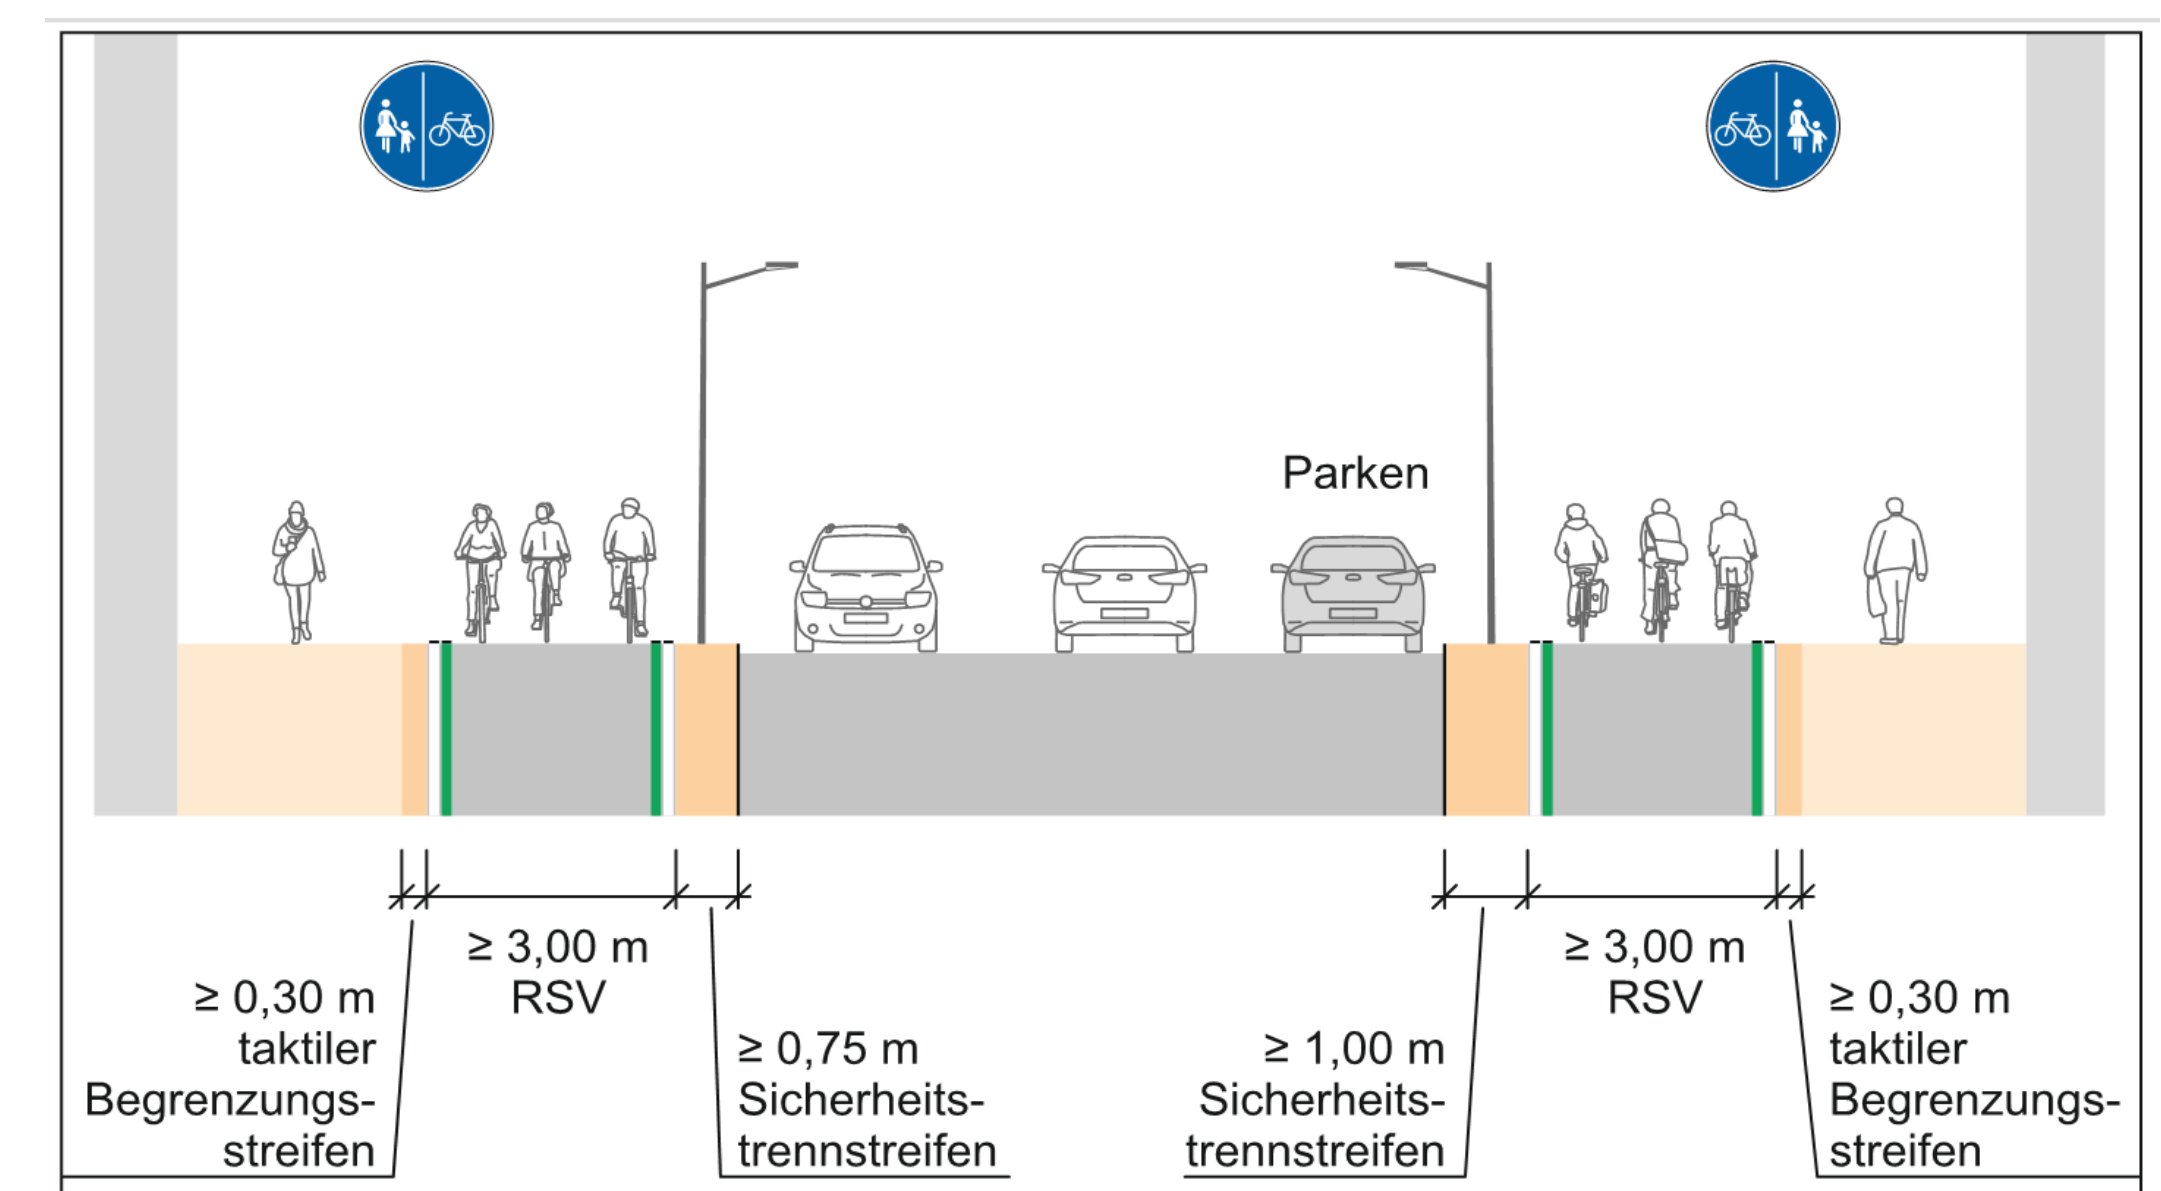 Parken
≥ 3,00 m
RSV
≥ 3,00 m
RSV
≥ 0,30 m
taktiler
Begrenzungs-
streifen
≥ 0,75 m
Sicherheits-
trennstreifen
≥ 1,00 m
Sicherheits-
trennstreifen
≥ 0,30 m
taktiler
Begrenzungs-
streifen